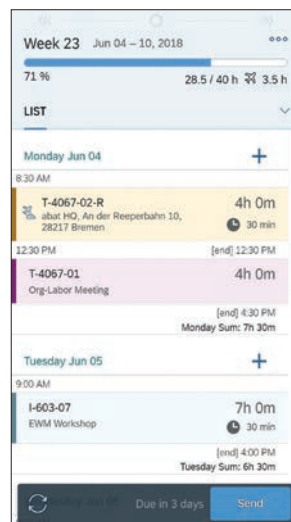 Week 23 Jun 04 – 10, 2018
71 % 28.5 / 40 h 3.5 h
LIST
Monday Jun 04 +
8:30 AM
T-4067-02-R 4h 0m
abat HQ, An der Reeperbahn 10, 30 min
28217 Bremen
12:30 PM [end] 12:30 PM
T-4067-01 4h 0m
Org-Labor Meeting
[end] 4:30 PM
Monday Sum: 7h 30m
Tuesday Jun 05 +
9:00 AM
I-603-07 7h 0m
EWM Workshop 30 min
[end] 4:00 PM
Tuesday Sum: 6h 30m
Due in 3 days Send